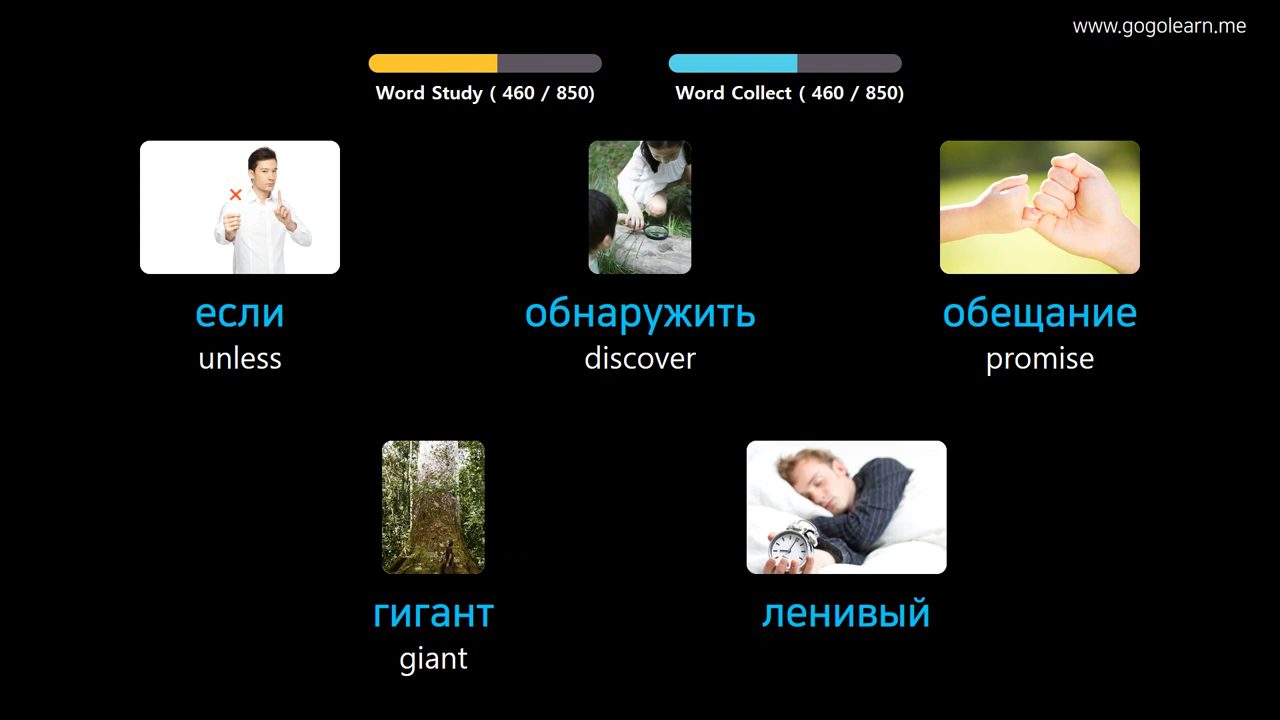 www.gogolearn.me
Word Study ( 460 / 850)
Word Collect ( 460 / 850)
если
unless
обнаружить
discover
обещание
promise
гигант
giant
ленивый